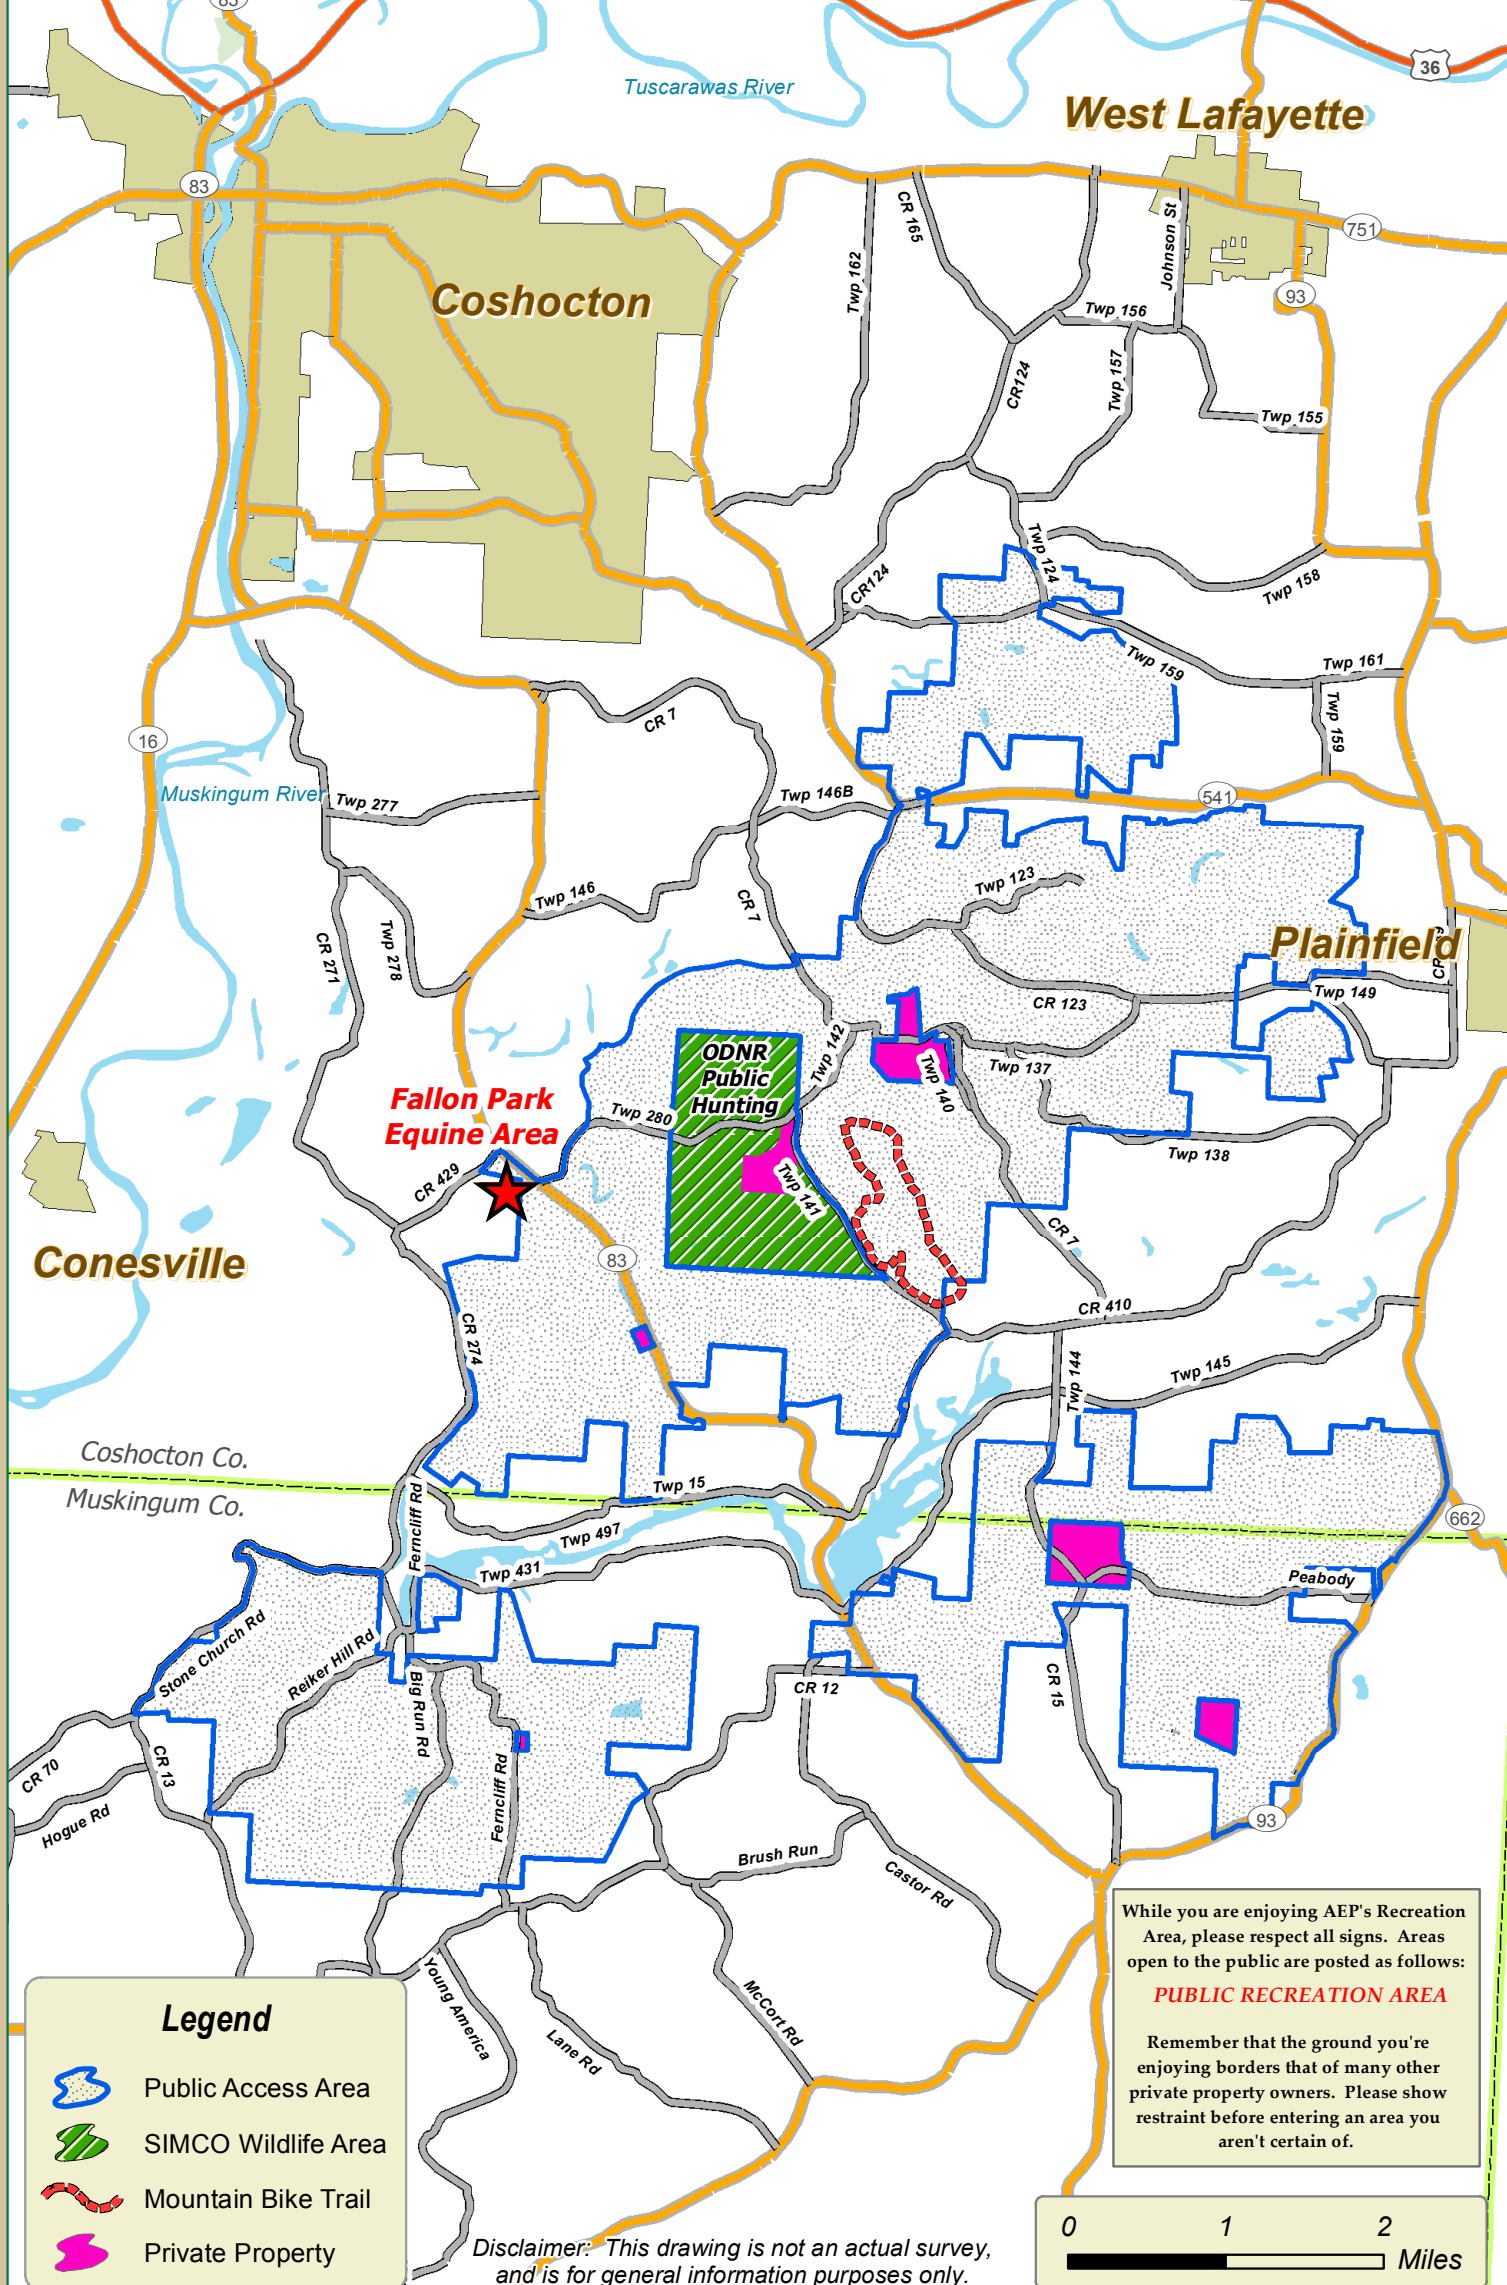 83
Tuscarawas River
36
West Lafayette
83
CR 165
Johnson St
751
Twp 162
93
Coshocton
Twp 156
CR124
Twp 157
Twp 155
Twp 124
CR124
Twp 158
Twp 159
Twp 161
CR 7
Twp 159
16
Muskingum River
Twp 277
Twp 146B
541
Twp 146
Twp 123
CR 7
CR 271
Twp 278
Plainfield
CR 123
Twp 149
ODNR
Public
Hunting
Twp 142
Twp 137
Twp 140
Fallon Park
Equine Area
Twp 280
Twp 138
CR 429
Twp 141
CR 7
Conesville
83
CR 410
CR 274
Twp 144
Twp 145
Coshocton Co.
Muskingum Co.
Twp 15
Ferncliff Rd
Twp 497
662
Twp 431
Peabody
Stone Church Rd
Reiker Hill Rd
Big Run Rd
CR 12
CR 15
CR 70
CR 13
Ferncliff Rd
Hogue Rd
93
Brush Run
Castor Rd
While you are enjoying AEP's Recreation
Area, please respect all signs. Areas
open to the public are posted as follows:
PUBLIC RECREATION AREA
Remember that the ground you're
enjoying borders that of many other
private property owners. Please show
restraint before entering an area you
aren't certain of.
Young America
Lane Rd
McCort Rd
Legend
Public Access Area
SIMCO Wildlife Area
Mountain Bike Trail
Private Property
Disclaimer: This drawing is not an actual survey,
and is for general information purposes only.
0 1 2
Miles